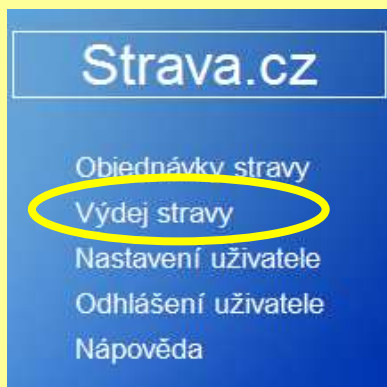 Strava.cz
Objednávky stravy
Výdej stravy
Nastavení uživatele
Odhlášení uživatele
Nápověda